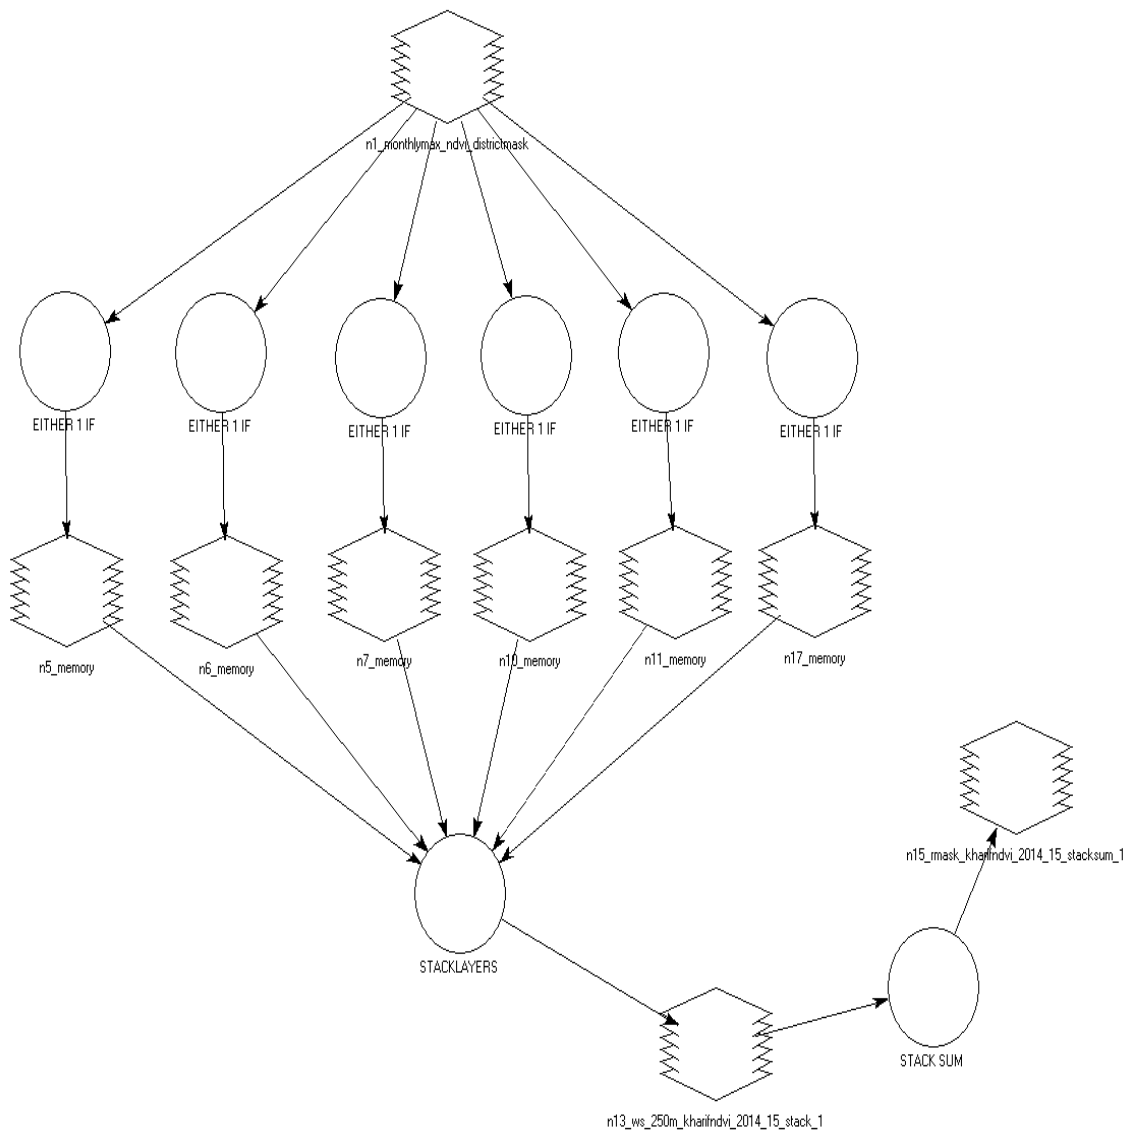 n1_monthlymax_ndvi_districtmask
EITHER 1 IF
EITHER 1 IF
EITHER 1 IF
EITHER 1 IF
EITHER 1 IF
EITHER 1 IF
n5_memory
n6_memory
n7_memory
n10_memory
n11_memory
n17_memory
n15_rmask_kharifndvi_2014_15_stacksum_1
STACKLAYERS
STACK SUM
n13_ws_250m_kharifndvi_2014_15_stack_1